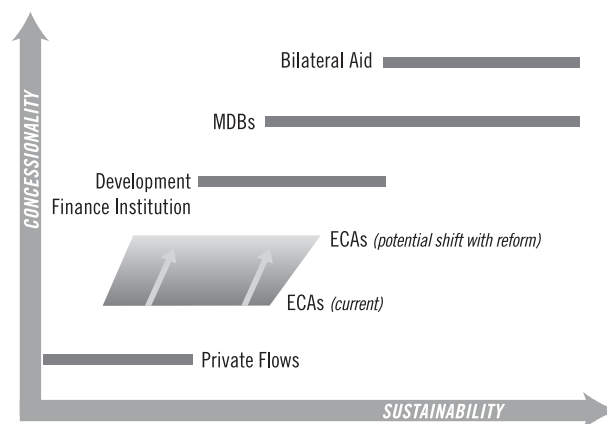 Bilateral Aid
MDBs
CONCESSIONALITY
Development
Finance Institution
ECAs (potential shift with reform)
ECAs (current)
Private Flows
SUSTAINABILITY